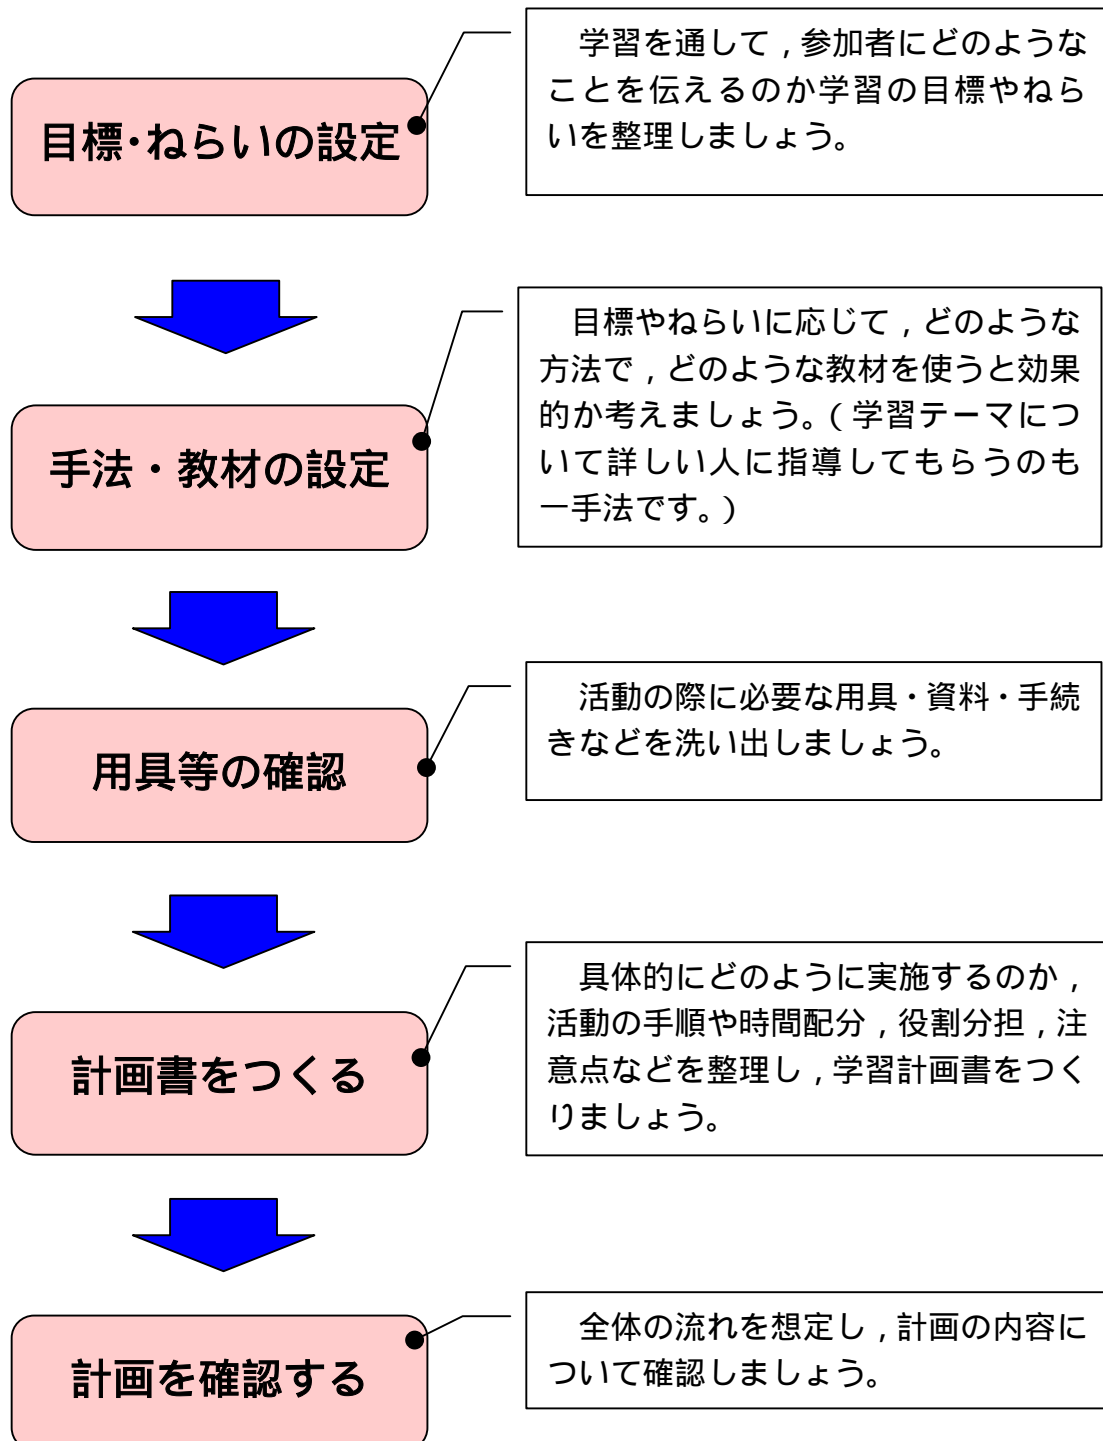 学習を通して，参加者にどのような
ことを伝えるのか学習の目標やねら
いを整理しましょう。
目標・ねらいの設定
目標やねらいに応じて，どのような
方法で，どのような教材を使うと効果
的か考えましょう。（学習テーマにつ
いて詳しい人に指導してもらうのも
一手法です。）
手法・教材の設定
活動の際に必要な用具・資料・手続
きなどを洗い出しましょう。
用具等の確認
具体的にどのように実施するのか，
活動の手順や時間配分，役割分担，注
意点などを整理し，学習計画書をつく
りましょう。
計画書をつくる
全体の流れを想定し，計画の内容に
ついて確認しましょう。
計画を確認する